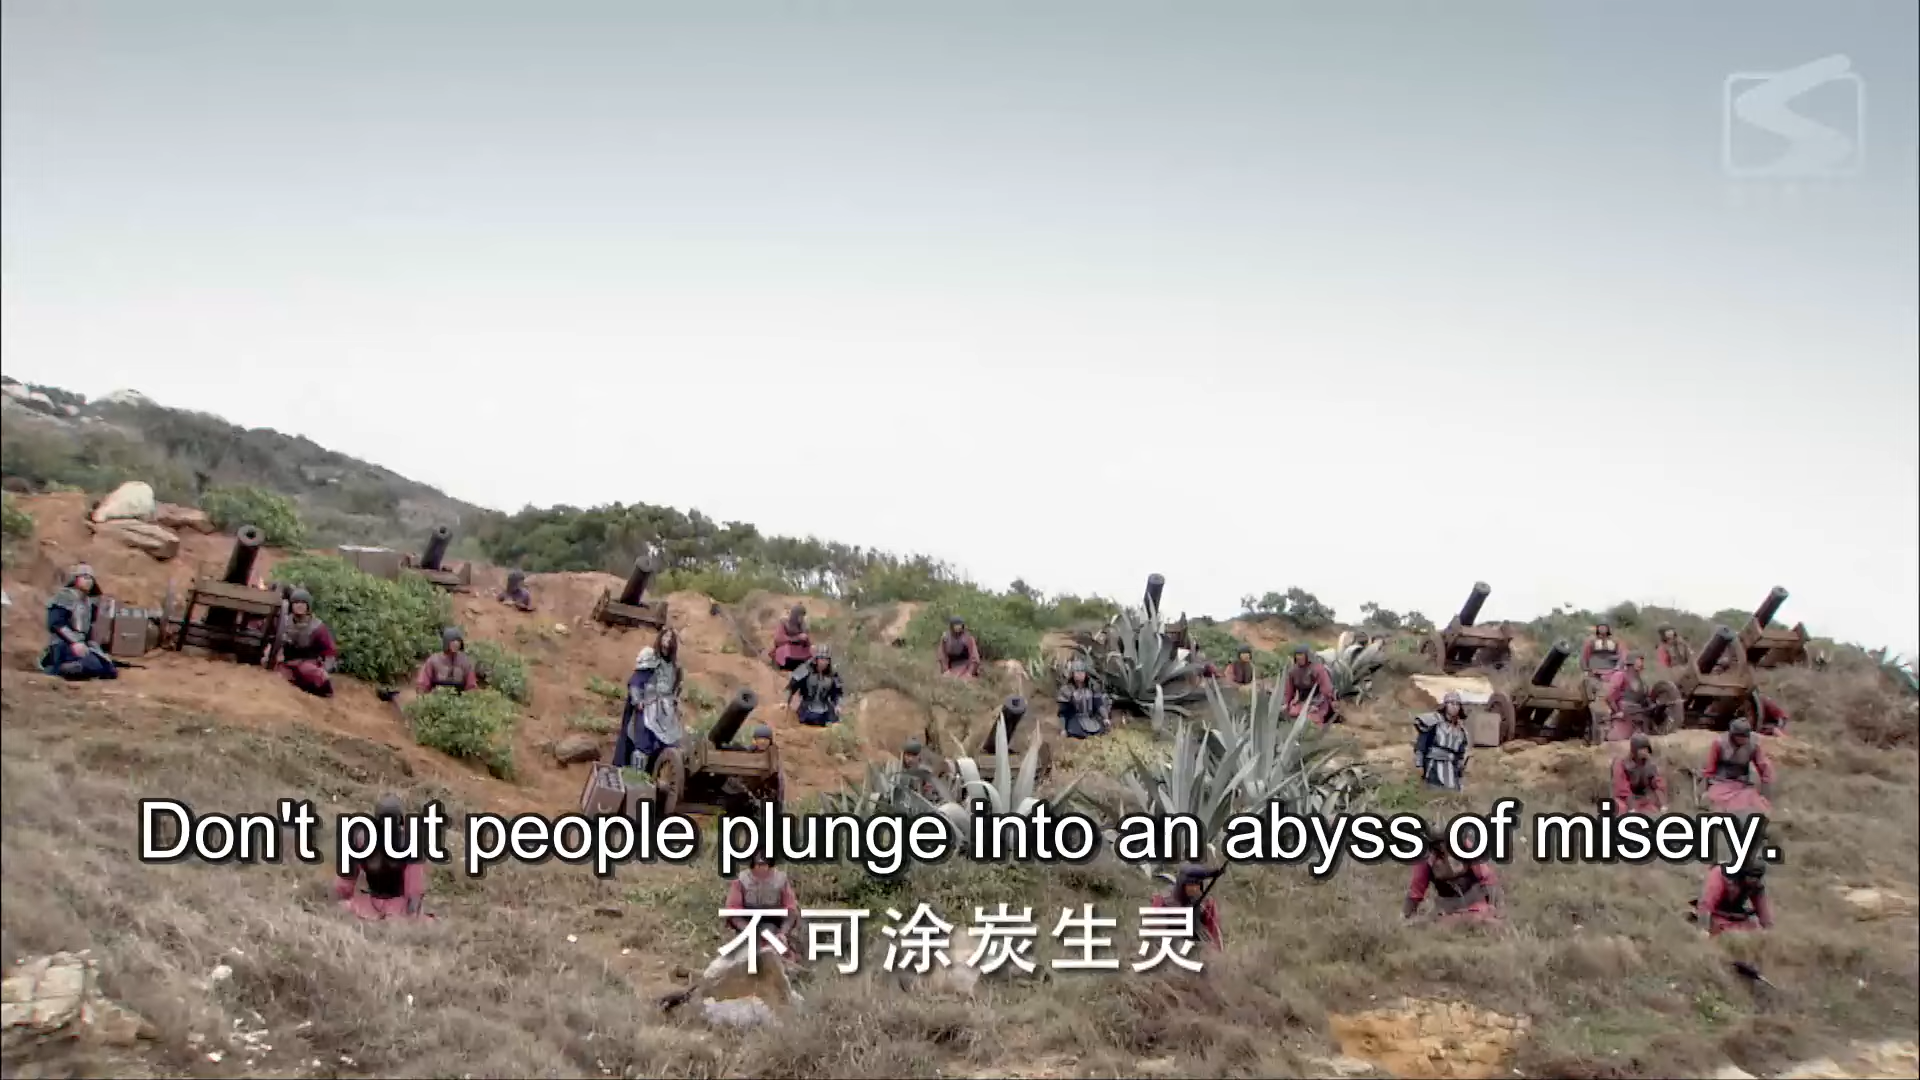 Don't put people plunge into an abyss of misery.
不可涂炭生灵